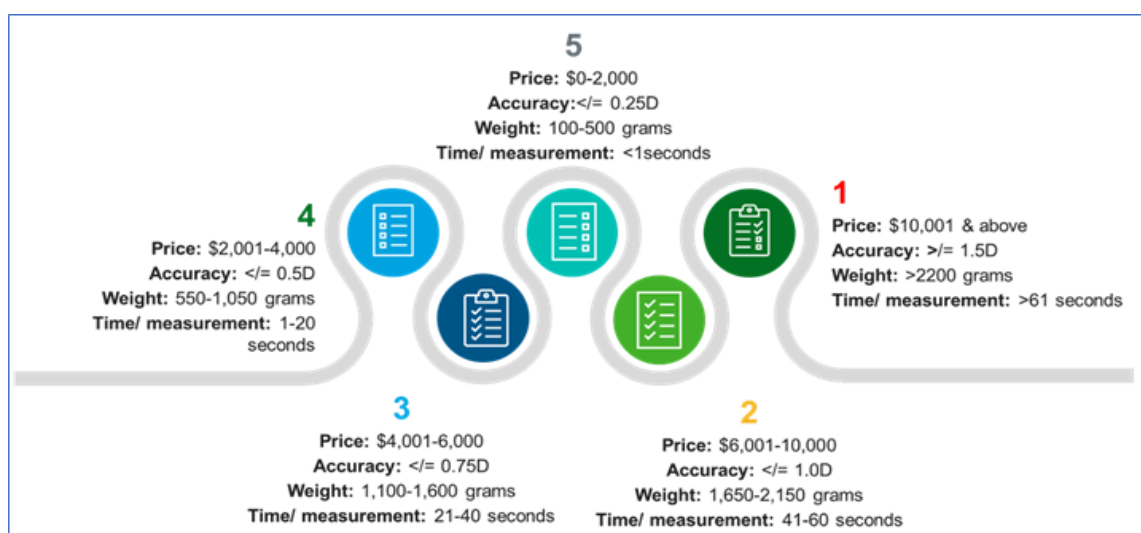 5
Price: $0-2,000
Accuracy:</= 0.25D
Weight: 100-500 grams
Time/ measurement: <1seconds
4
Price: $2,001-4,000
Accuracy: </= 0.5D
Weight: 550-1,050 grams
Time/ measurement: 1-20
seconds
1
Price: $10,001 & above
Accuracy: >/= 1.5D
Weight: >2200 grams
Time/ measurement: >61 seconds
3
Price: $4,001-6,000
Accuracy: </= 0.75D
Weight: 1,100-1,600 grams
Time/ measurement: 21-40 seconds
2
Price: $6,001-10,000
Accuracy: </= 1.0D
Weight: 1,650-2,150 grams
Time/ measurement: 41-60 seconds